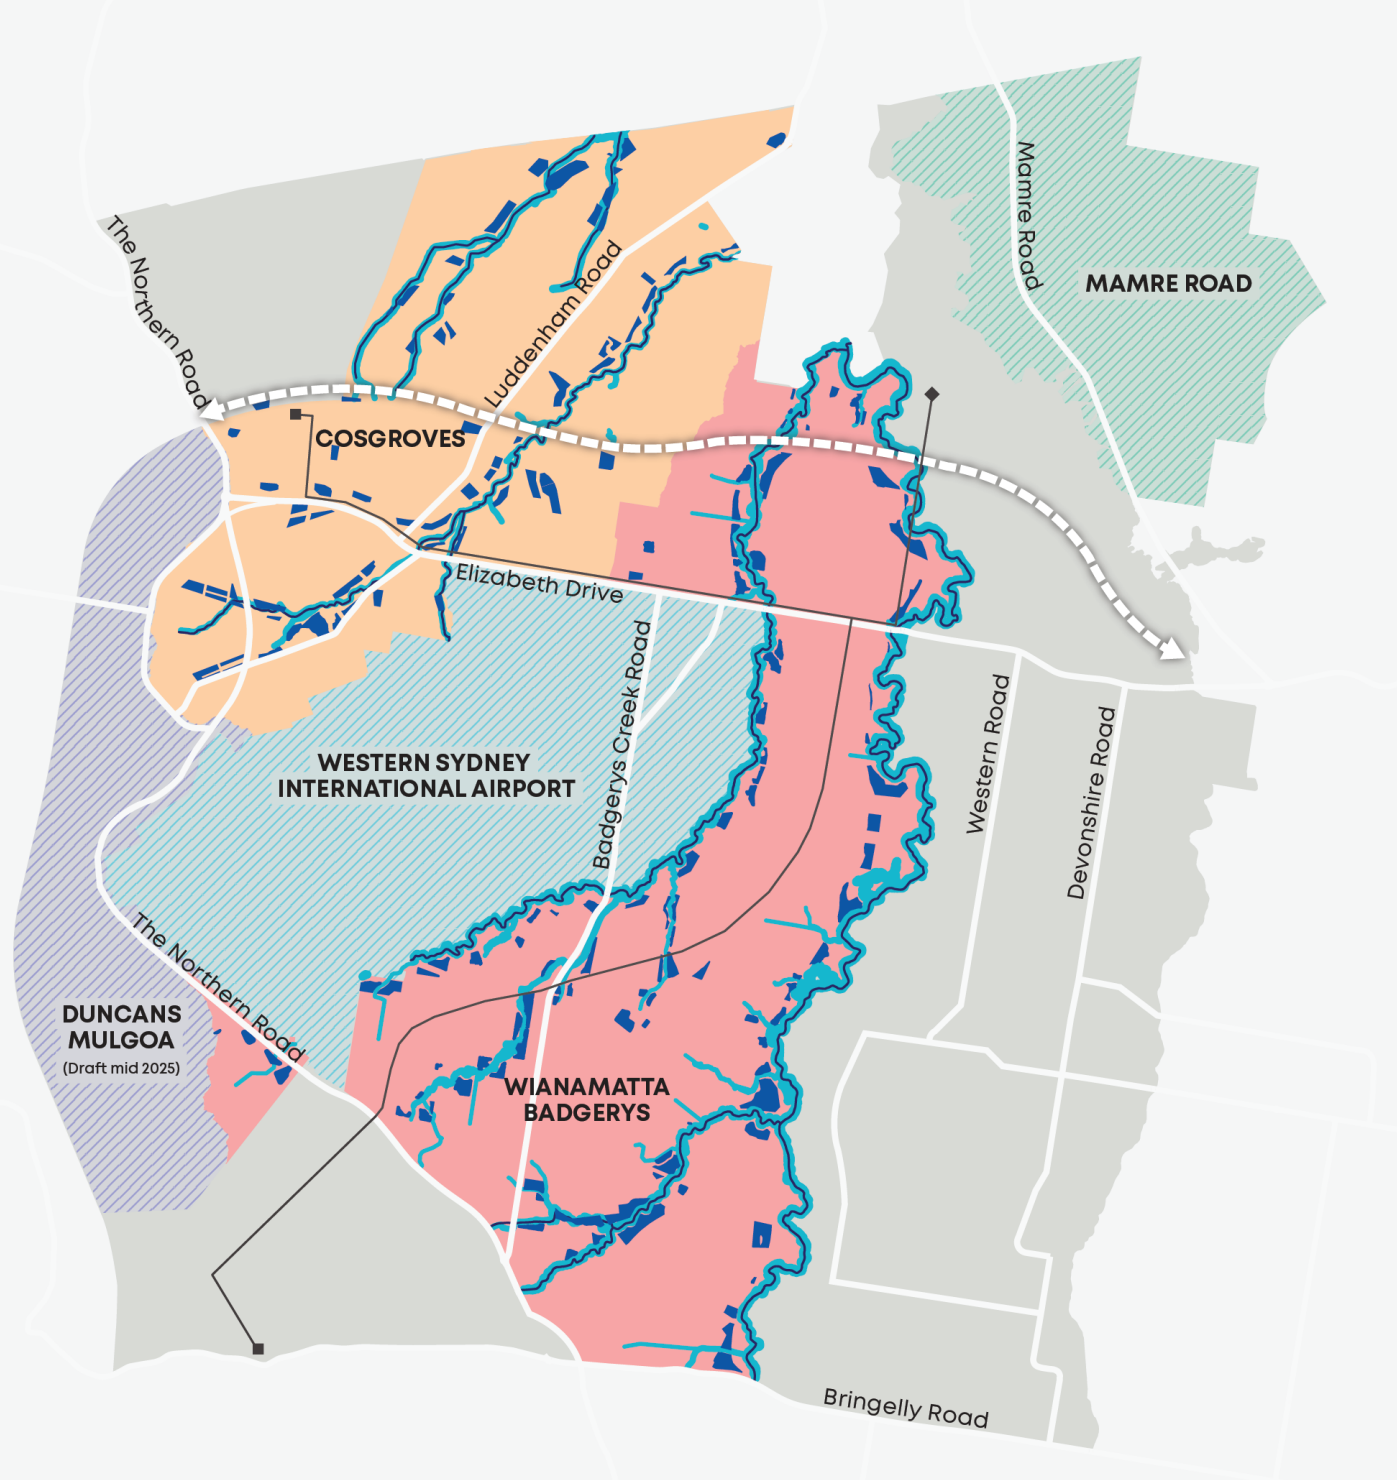 Mamre Road
MAMRE ROAD
The Northern Road
Luddenham Road
COSGROVES
Elizabeth Drive
Badgerys Creek Road
Western Road
Devonshire Road
WESTERN SYDNEY
INTERNATIONAL AIRPORT
The Northern Road
DUNCANS
MULGOA
(Draft mid 2025)
WIANAMATTA
BADGERYS
Bringelly Road